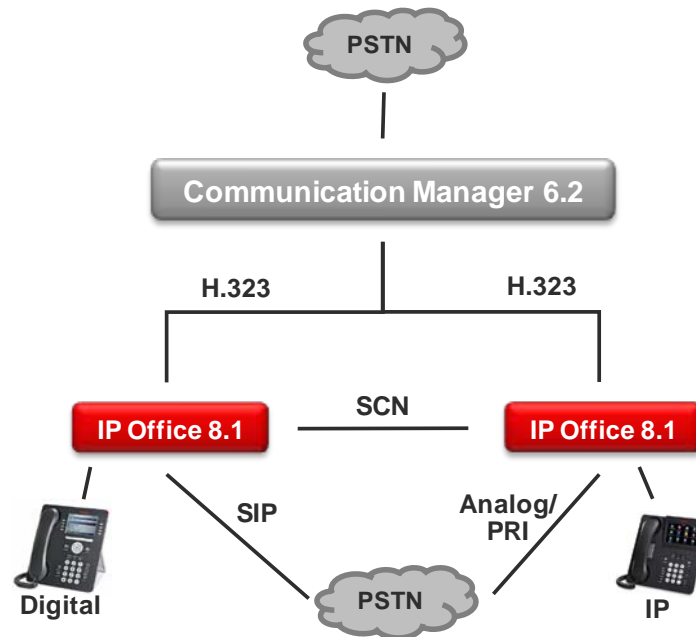 PSTN
Communication Manager 6.2
H.323
H.323
SCN
IP Office 8.1
IP Office 8.1
SIP
Analog/
PRI
Digital
PSTN
IP